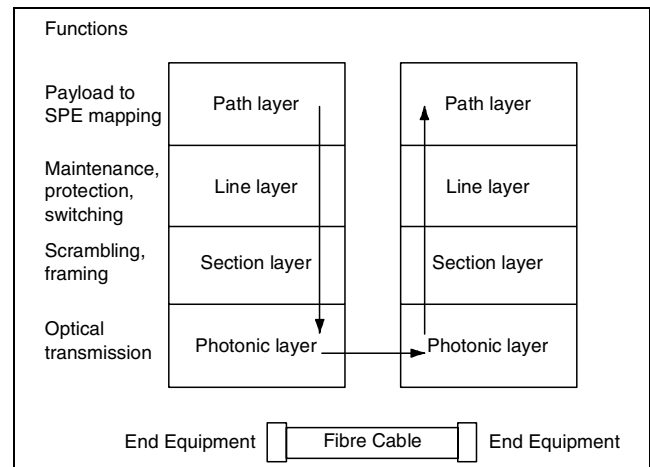 Functions
Payload to
SPE mapping
Path layer
Path layer
Maintenance,
protection,
switching
Line layer
Line layer
Scrambling,
framing
Section layer
Section layer
Optical
transmission
Photonic layer
Photonic layer
End Equipment
Fibre Cable
End Equipment